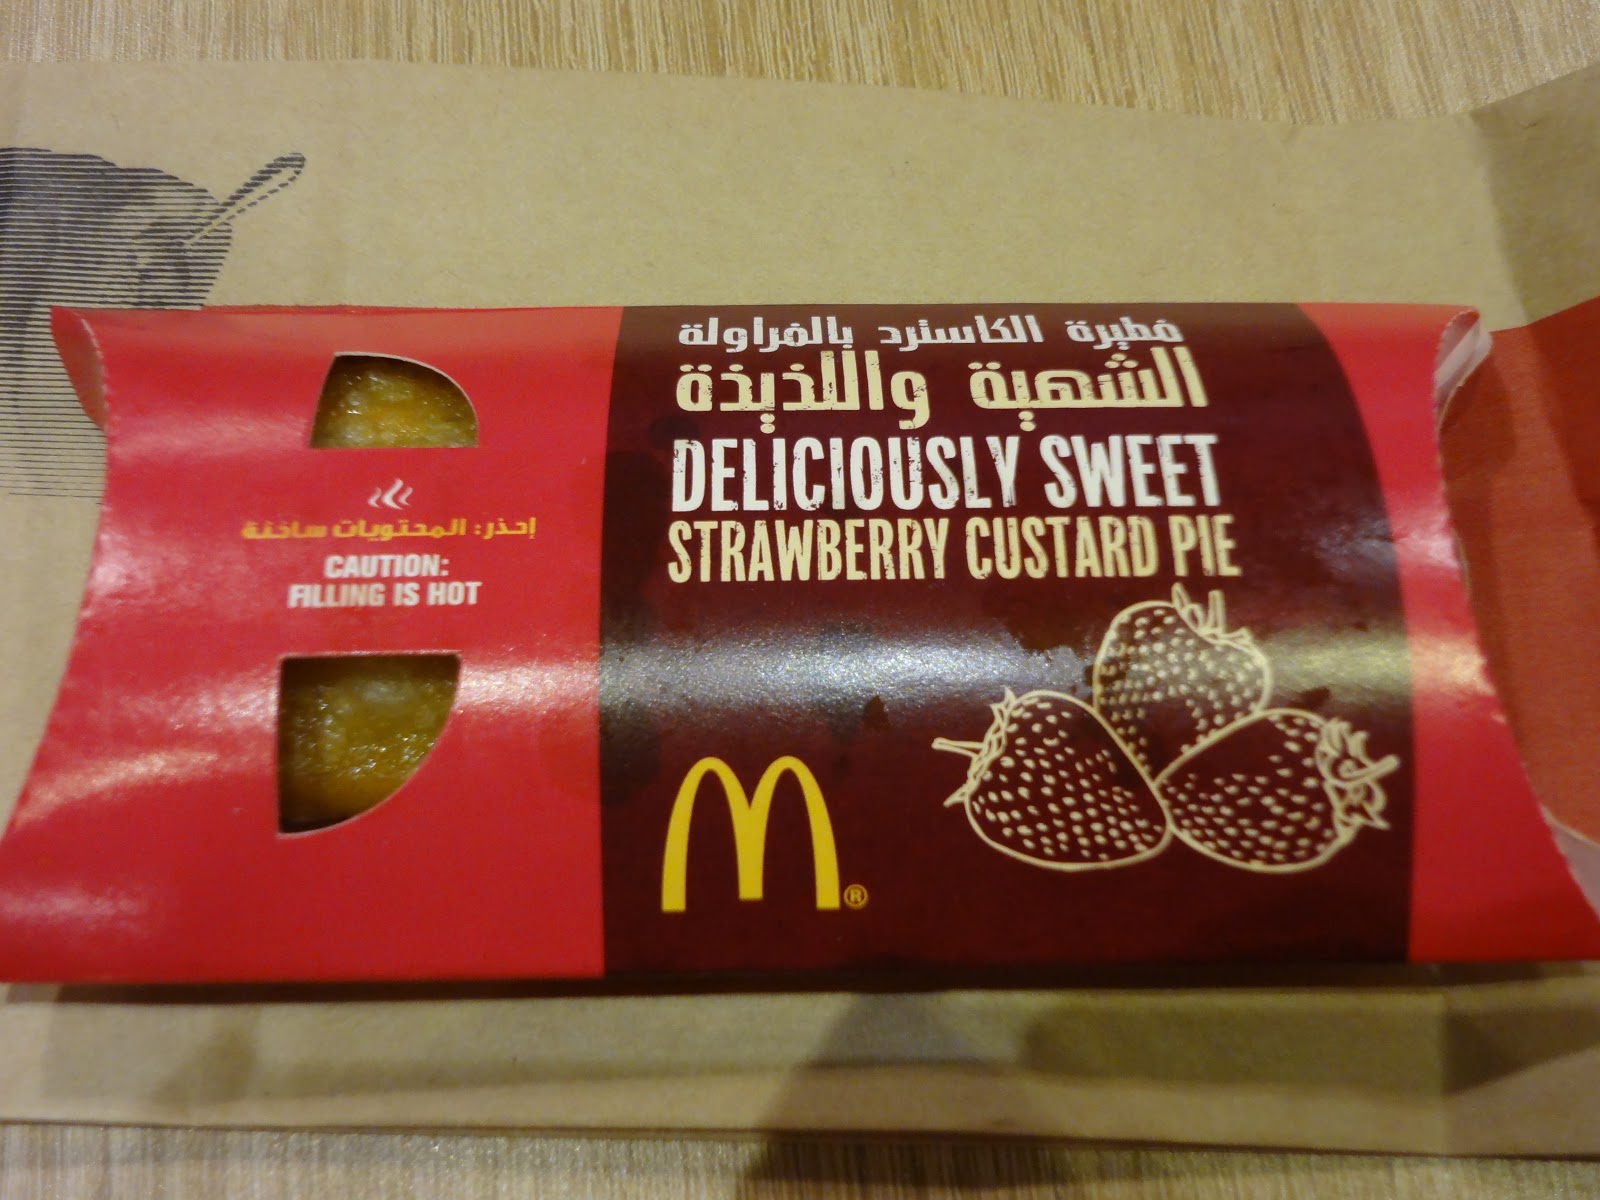 إحذر: المحتويات ساخنة
CAUTION:
FILLING IS HOT
فطيرة الكاسترد بالفراولة
الشهية واللذيذة
DELICIOUSLY SWEET
STRAWBERRY CUSTARD PIE
M®